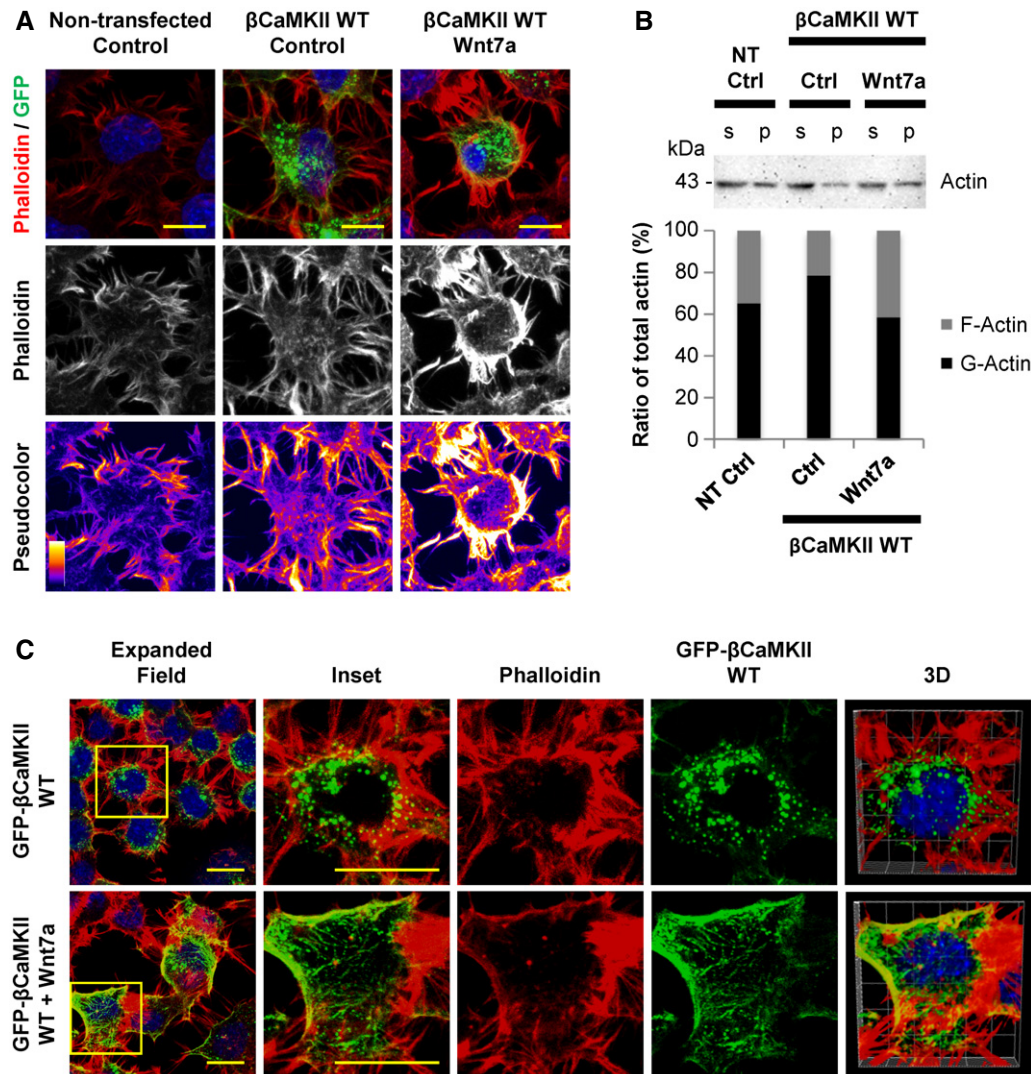 A
Non-transfected
Control
βCaMKII WT
Control
βCaMKII WT
Wnt7a
Phalloidin / GFP
Phalloidin
Pseudocolor
B
βCaMKII WT
NT
Ctrl
Ctrl
Wnt7a
s p s p s p
kDa
43 -
Actin
Ratio of total actin (%)
100
80
60
40
20
0
F-Actin
G-Actin
NT Ctrl
Ctrl
Wnt7a
βCaMKII WT
C
Expanded
Field
Inset
Phalloidin
GFP-βCaMKII
WT
3D
GFP-βCaMKII
WT
GFP-βCaMKII
WT + Wnt7a